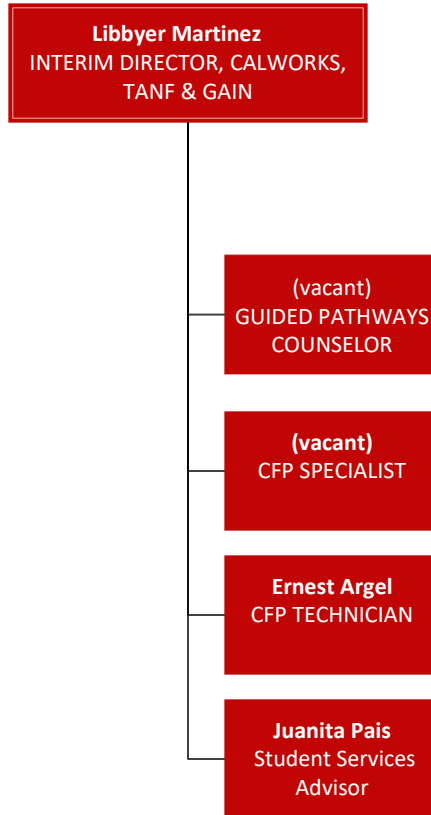 Libbyer Martinez
INTERIM DIRECTOR, CALWORKS,
TANF & GAIN
(vacant)
GUIDED PATHWAYS
COUNSELOR
(vacant)
CFP SPECIALIST
Ernest Argel
CFP TECHNICIAN
Juanita Pais
Student Services
Advisor